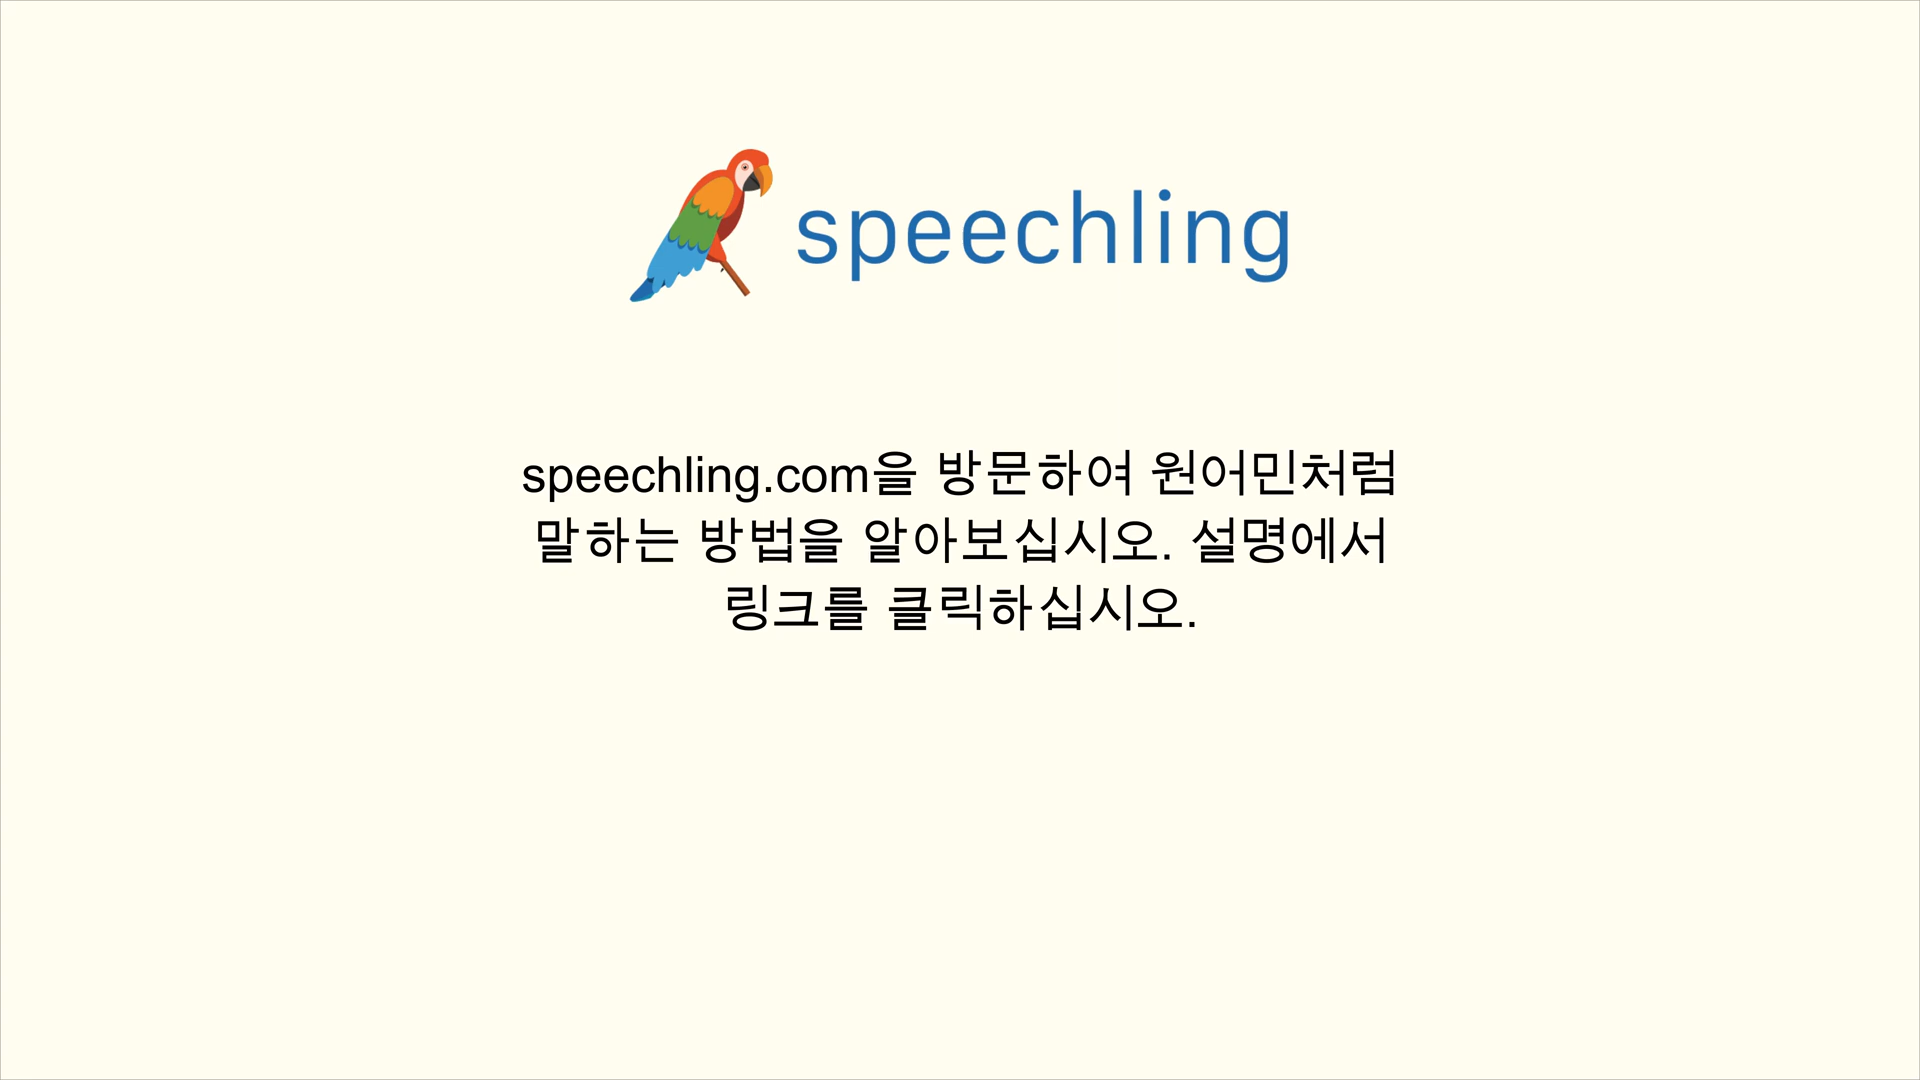 speechling
speechling.com을 방문하여 원어민처럼
말하는 방법을 알아보십시오. 설명에서
링크를 클릭하십시오.